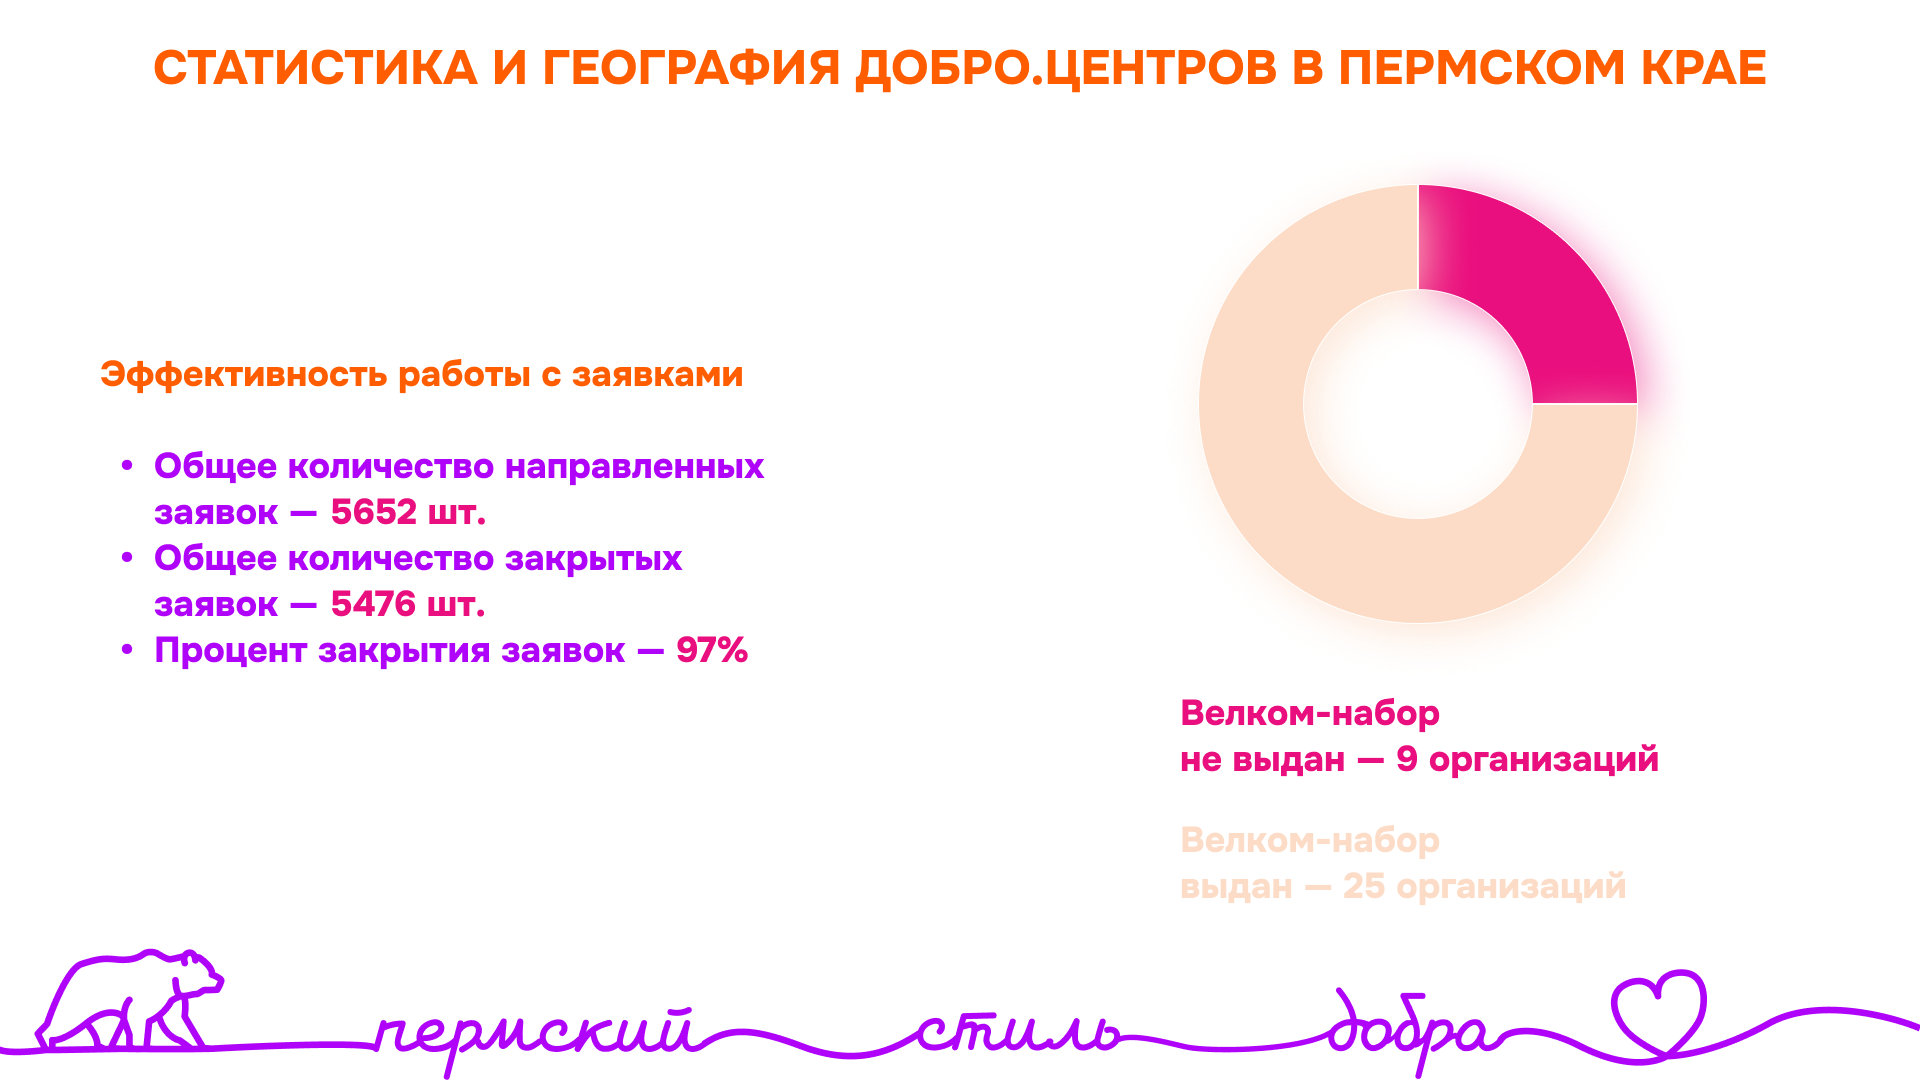 СТАТИСТИКА И ГЕОГРАФИЯ ДОБРО.ЦЕНТРОВ В ПЕРМСКОМ КРАЕ
Эффективность работы с заявками
• Общее количество направленных
заявок — 5652 шт.
• Общее количество закрытых
заявок — 5476 шт.
• Процент закрытия заявок — 97%
Велком-набор
не выдан — 9 организаций
Велком-набор
выдан — 25 организаций
пермский стиль добра